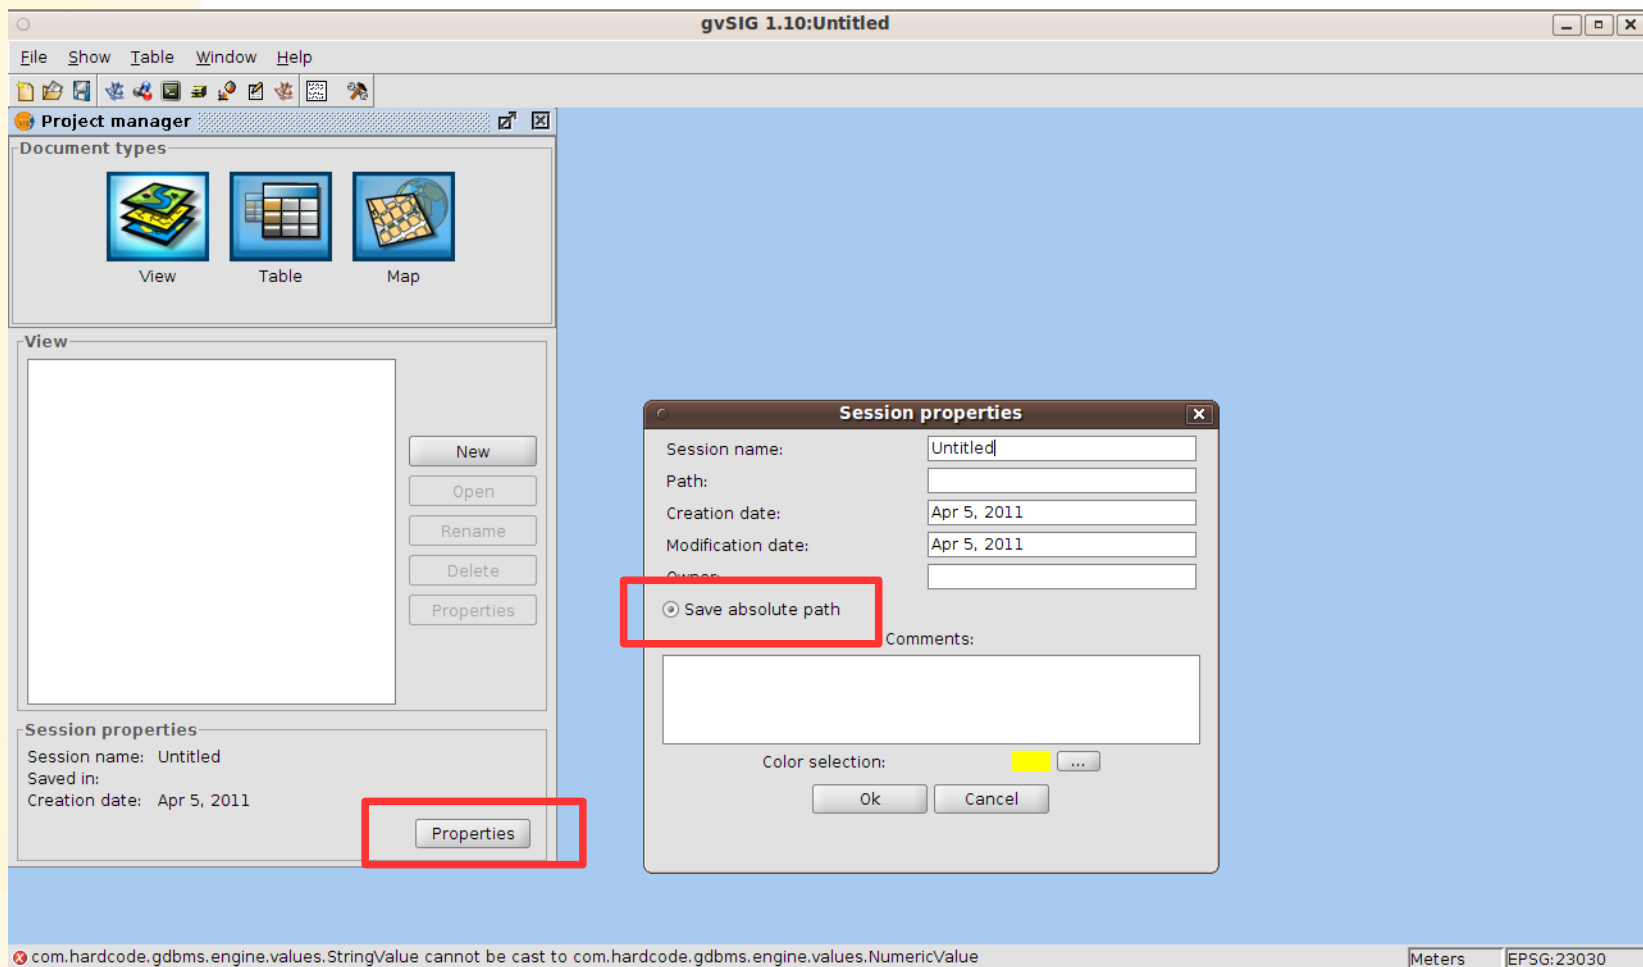 gvSIG 1.10:Untitled
File Show Table Window Help
Project manager
Document types
View Table Map
View
New
Open
Rename
Delete
Properties
Session properties
Session name: Untitled
Saved in:
Creation date: Apr 5, 2011
Properties
Session properties
Session name: Untitled
Path:
Creation date: Apr 5, 2011
Modification date: Apr 5, 2011
Owner:
Save absolute path
Comments:
Color selection: ...
Ok Cancel
com.hardcode.gdbms.engine.values.StringValue cannot be cast to com.hardcode.gdbms.engine.values.NumericValue
Meters EPSG:23030